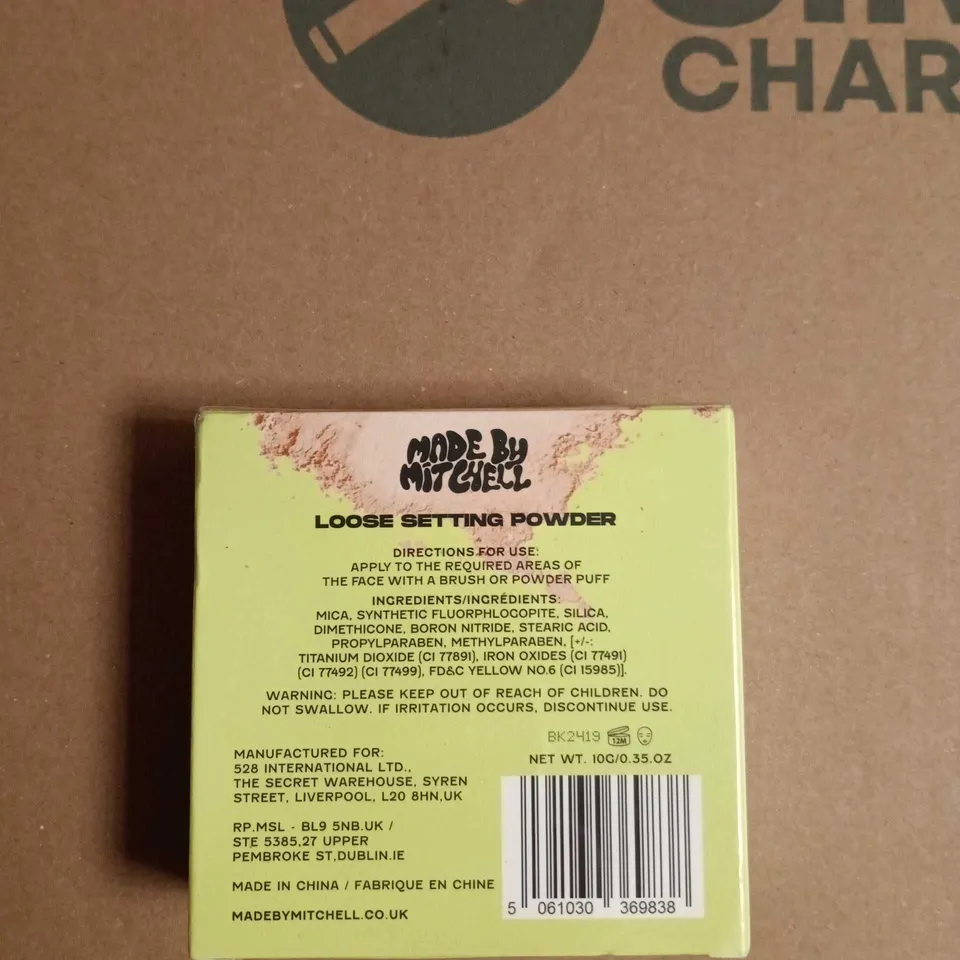 CHAR
MADE BY
MITCHELL
LOOSE SETTING POWDER
DIRECTIONS FOR USE:
APPLY TO THE REQUIRED AREAS OF
THE FACE WITH A BRUSH OR POWDER PUFF
INGREDIENTS/INGRÉDIENTS:
MICA, SYNTHETIC FLUORPHLOCOPITE, SILICA,
DIMETHICONE, BORON NITRIDE, STEARIC ACID,
PROPYLPARABEN, METHYLPARABEN, [+/-:
TITANIUM DIOXIDE (CI 77891), IRON OXIDES (CI 77491)
(CI 77492) (CI 77499), FD&C YELLOW NO.6 (CI 15985)].
WARNING: PLEASE KEEP OUT OF REACH OF CHILDREN. DO
NOT SWALLOW. IF IRRITATION OCCURS, DISCONTINUE USE.
BK2419 12M
NET WT. 10G/0.35.OZ
MANUFACTURED FOR:
528 INTERNATIONAL LTD.,
THE SECRET WAREHOUSE, SYREN
STREET, LIVERPOOL, L20 8HN,UK
RP.MSL - BL9 5NB.UK /
STE 5385,27 UPPER
PEMBROKE ST,DUBLIN.IE
MADE IN CHINA / FABRIQUE EN CHINE
MADEBYMITCHELL.CO.UK
5 061030 369838